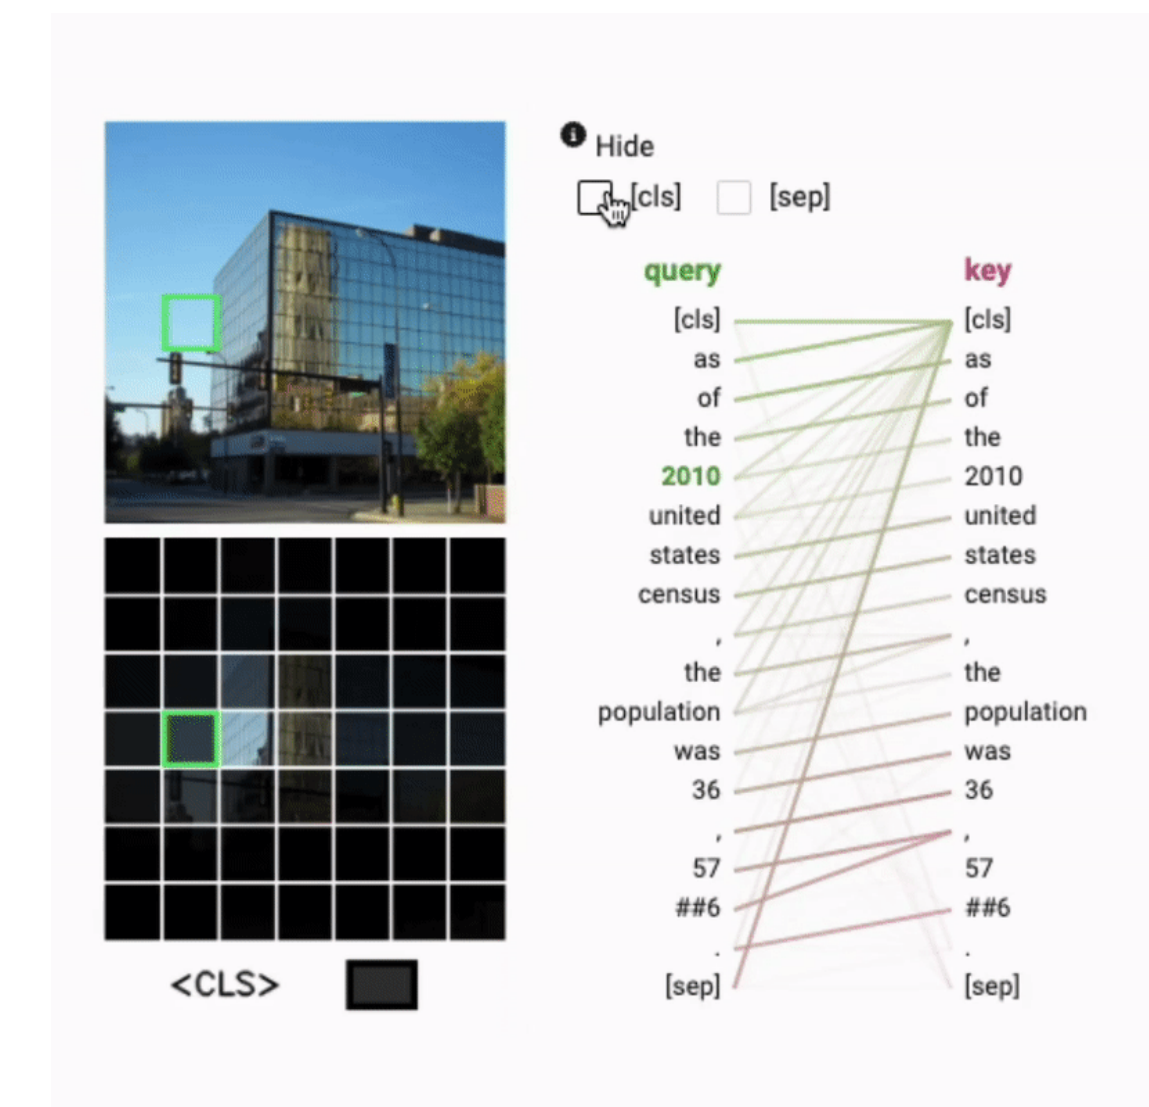 Hide
[cls] [sep]
query key
[cls] [cls]
as as
of of
the the
2010 2010
united united
states states
census census
, ,
the the
population population
was was
36 36
, ,
57 57
##6 ##6
. .
[sep] [sep]
<CLS>